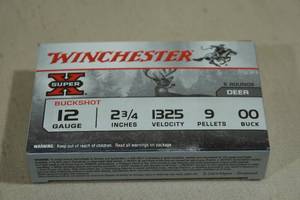 WINCHESTER
SUPER X
5 ROUNDS
DEER
BUCKSHOT
12 2 3/4 1325 9 OO
GAUGE INCHES VELOCITY PELLETS BUCK
WARNING: Keep out of reach of children. Read all warnings on package.